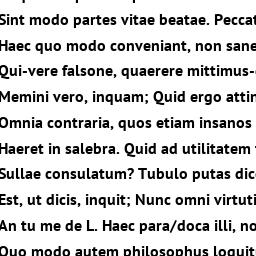 Sint modo partes vitae beatae. Peccat
Haec quo modo conveniant, non sane
Qui-vere falsone, quaerere mittimus-
Memini vero, inquam; Quid ergo attin
Omnia contraria, quos etiam insanos
Haeret in salebra. Quid ad utilitatem
Sullae consulatum? Tubulo putas dic
Est, ut dicis, inquit; Nunc omni virtuti
An tu me de L. Haec para/doca illi, no
Quo modo autem philosophus loquit